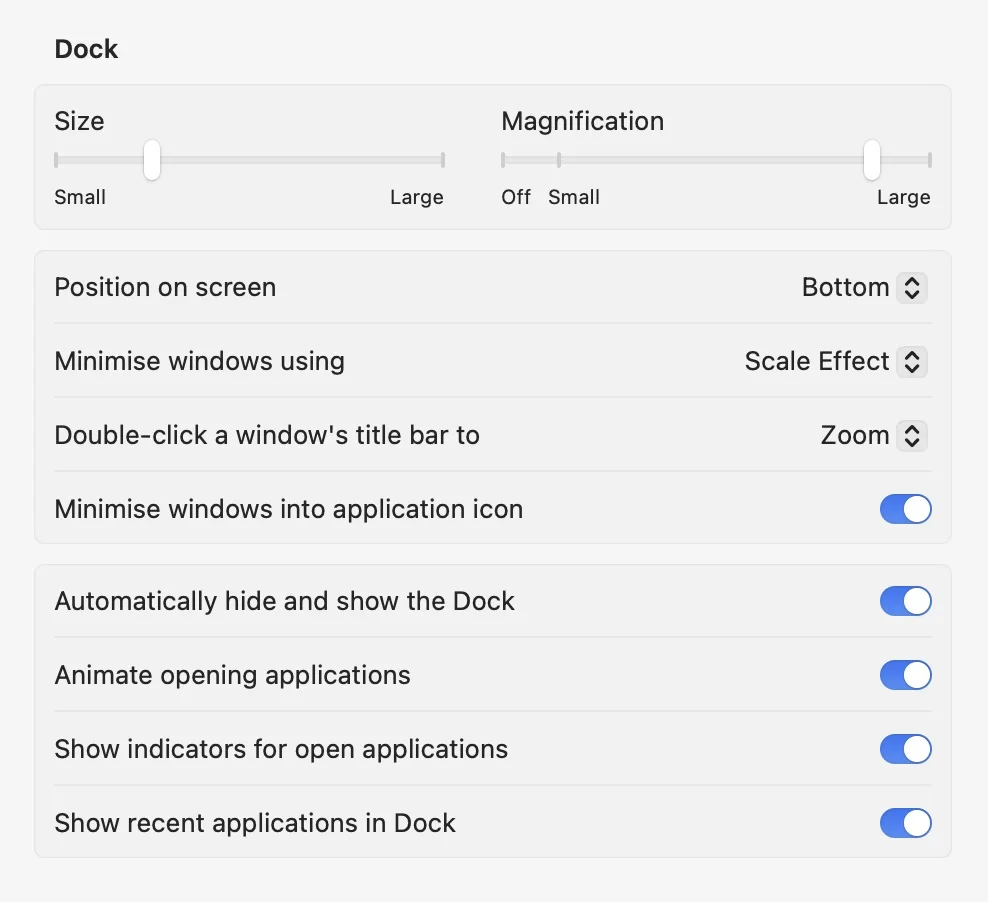 Dock
Size
Magnification
Small
Large
Off
Small
Large
Position on screen
Bottom
Minimise windows using
Scale Effect
Double-click a window's title bar to
Zoom
Minimise windows into application icon
Automatically hide and show the Dock
Animate opening applications
Show indicators for open applications
Show recent applications in Dock